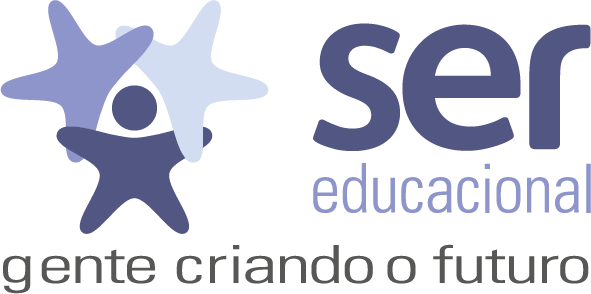 ser
educacional
gente criando o futuro